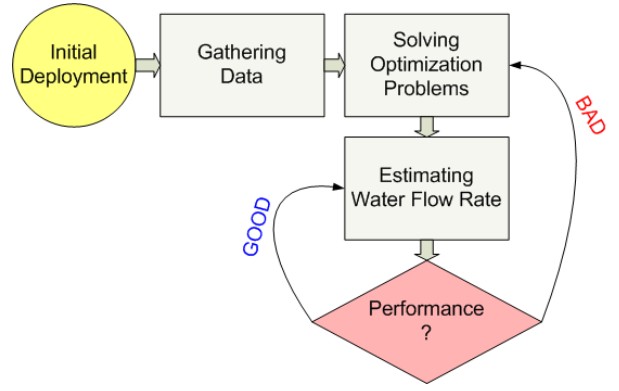 Initial
Deployment
Gathering
Data
Solving
Optimization
Problems
BAD
Estimating
Water Flow Rate
GOOD
Performance
?